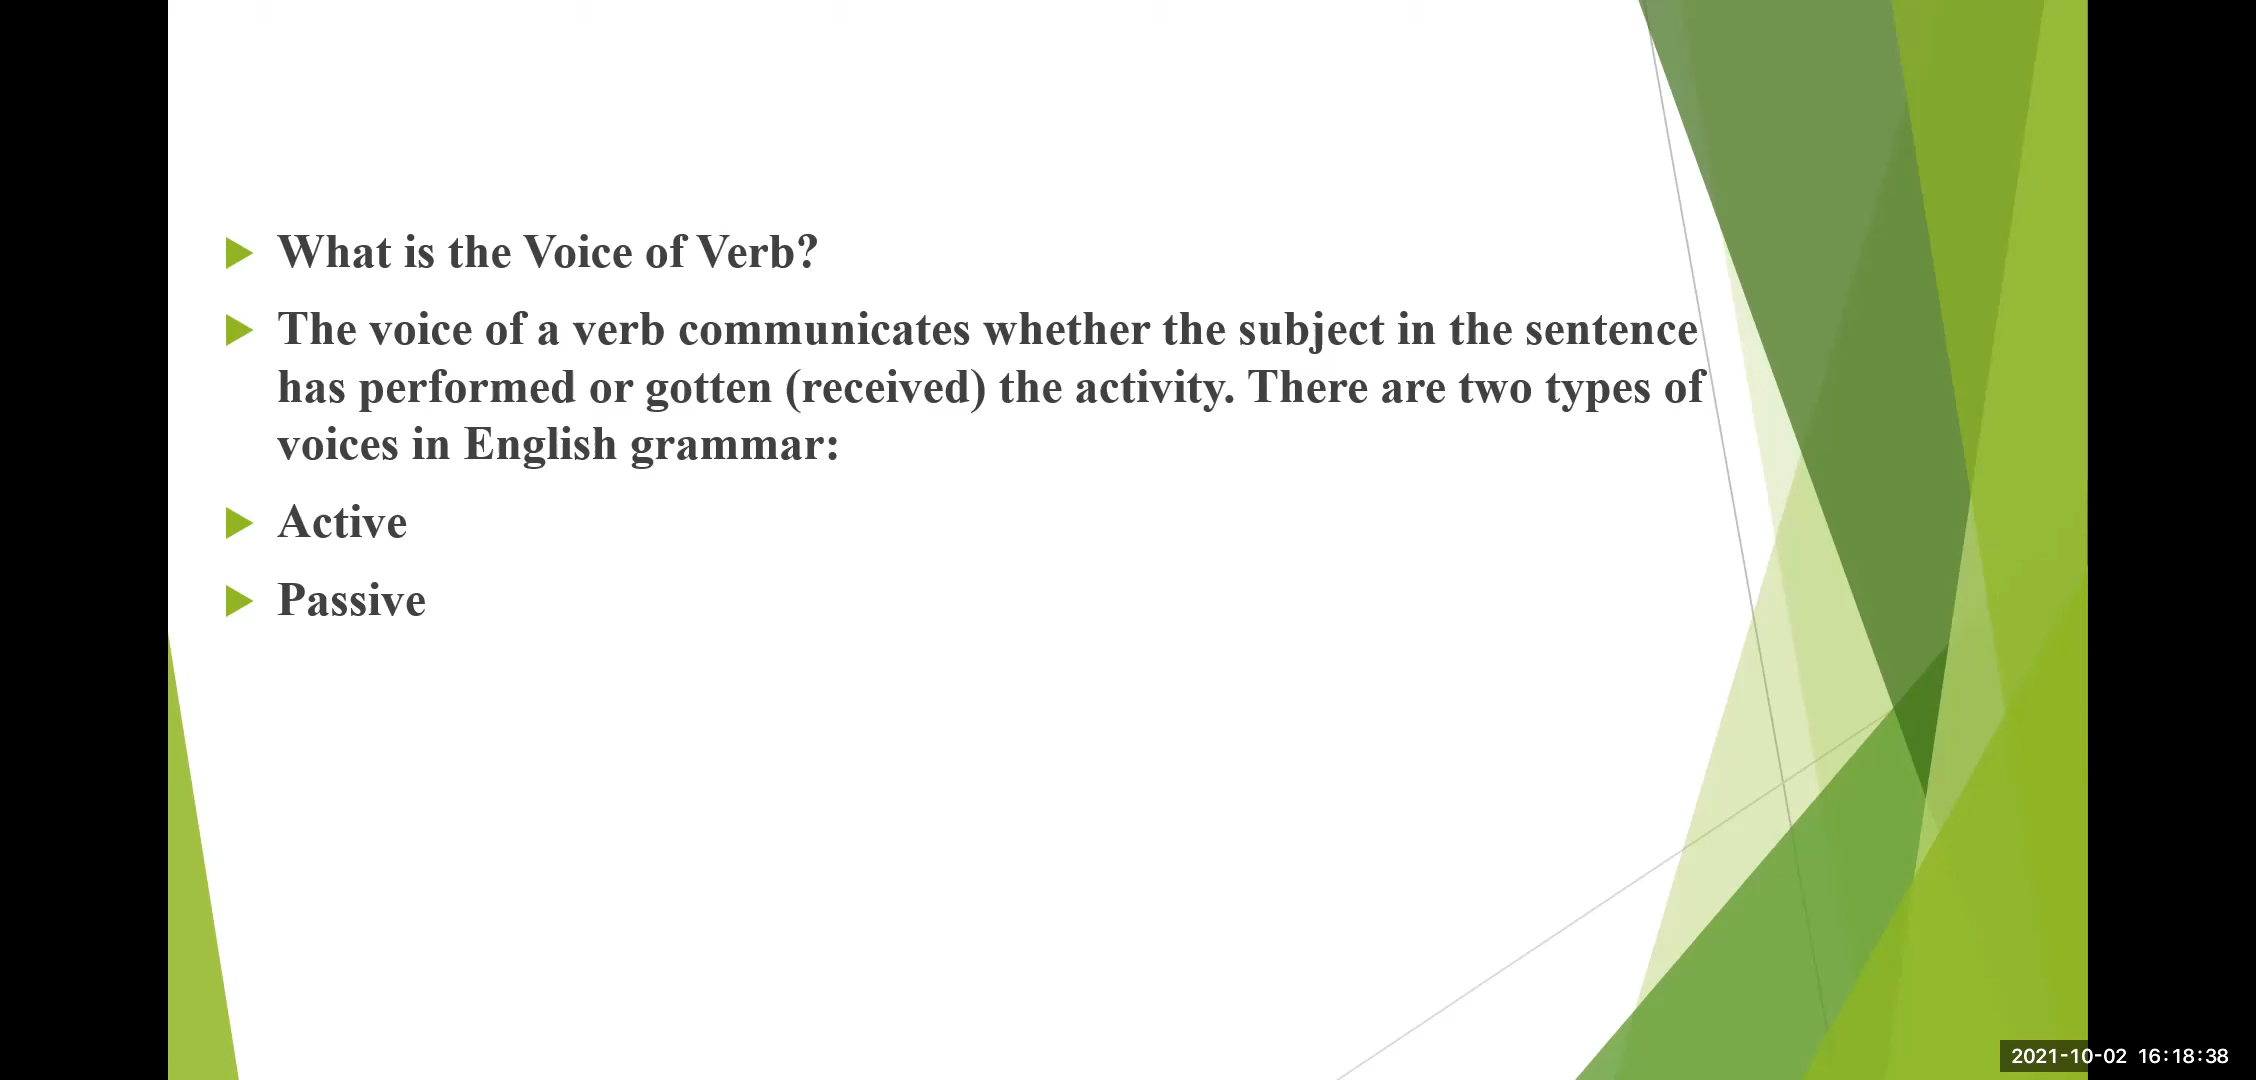 What is the Voice of Verb?
The voice of a verb communicates whether the subject in the sentence
has performed or gotten (received) the activity. There are two types of
voices in English grammar:
Active
Passive
2021-10-02 16:18:38